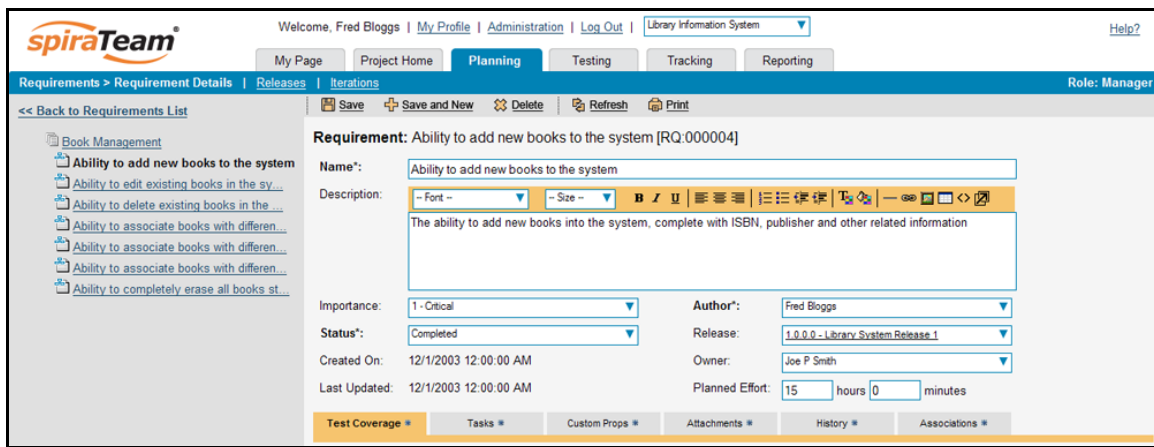 spiraTeam®
Welcome, Fred Bloggs | My Profile | Administration | Log Out | Library Information System
Help?
My Page Project Home Planning Testing Tracking Reporting
Requirements > Requirement Details | Releases | Iterations Role: Manager
<< Back to Requirements List
Save Save and New Delete Refresh Print
Book Management
Ability to add new books to the system
Ability to edit existing books in the sy...
Ability to delete existing books in the ...
Ability to associate books with differen...
Ability to associate books with differen...
Ability to associate books with differen...
Ability to completely erase all books st...
Requirement: Ability to add new books to the system [RQ:000004]
Name*: Ability to add new books to the system
Description: -- Font -- -- Size -- B I U
The ability to add new books into the system, complete with ISBN, publisher and other related information
Importance: 1 - Critical Author*: Fred Bloggs
Status*: Completed Release: 1.0.0.0 - Library System Release 1
Created On: 12/1/2003 12:00:00 AM Owner: Joe P Smith
Last Updated: 12/1/2003 12:00:00 AM Planned Effort: 15 hours 0 minutes
Test Coverage Tasks Custom Props Attachments History Associations